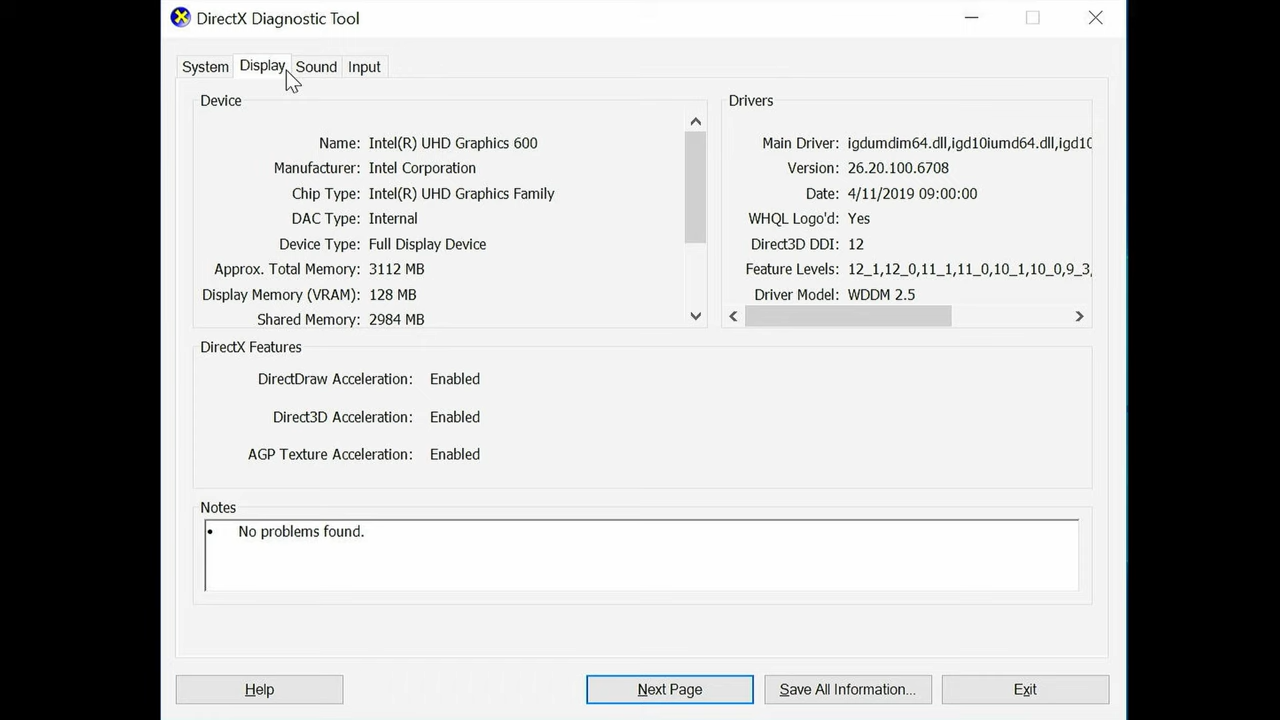 DirectX Diagnostic Tool
System Display Sound Input
Device
Name: Intel(R) UHD Graphics 600
Manufacturer: Intel Corporation
Chip Type: Intel(R) UHD Graphics Family
DAC Type: Internal
Device Type: Full Display Device
Approx. Total Memory: 3112 MB
Display Memory (VRAM): 128 MB
Shared Memory: 2984 MB
Drivers
Main Driver: igdumdim64.dll,igd10iumd64.dll,igd10
Version: 26.20.100.6708
Date: 4/11/2019 09:00:00
WHQL Logo'd: Yes
Direct3D DDI: 12
Feature Levels: 12_1,12_0,11_1,11_0,10_1,10_0,9_3,
Driver Model: WDDM 2.5
DirectX Features
DirectDraw Acceleration: Enabled
Direct3D Acceleration: Enabled
AGP Texture Acceleration: Enabled
Notes
• No problems found.
Help Next Page Save All Information... Exit